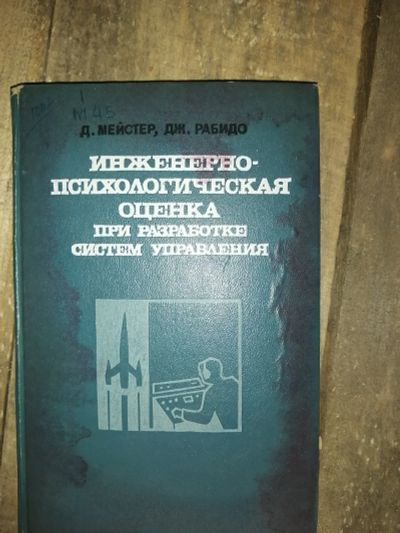 N 45
Д. МЕЙСТЕР, ДЖ. РАБИДО
ИНЖЕНЕРНО-
ПСИХОЛОГИЧЕСКАЯ
ОЦЕНКА
ПРИ РАЗРАБОТКЕ
СИСТЕМ УПРАВЛЕНИЯ